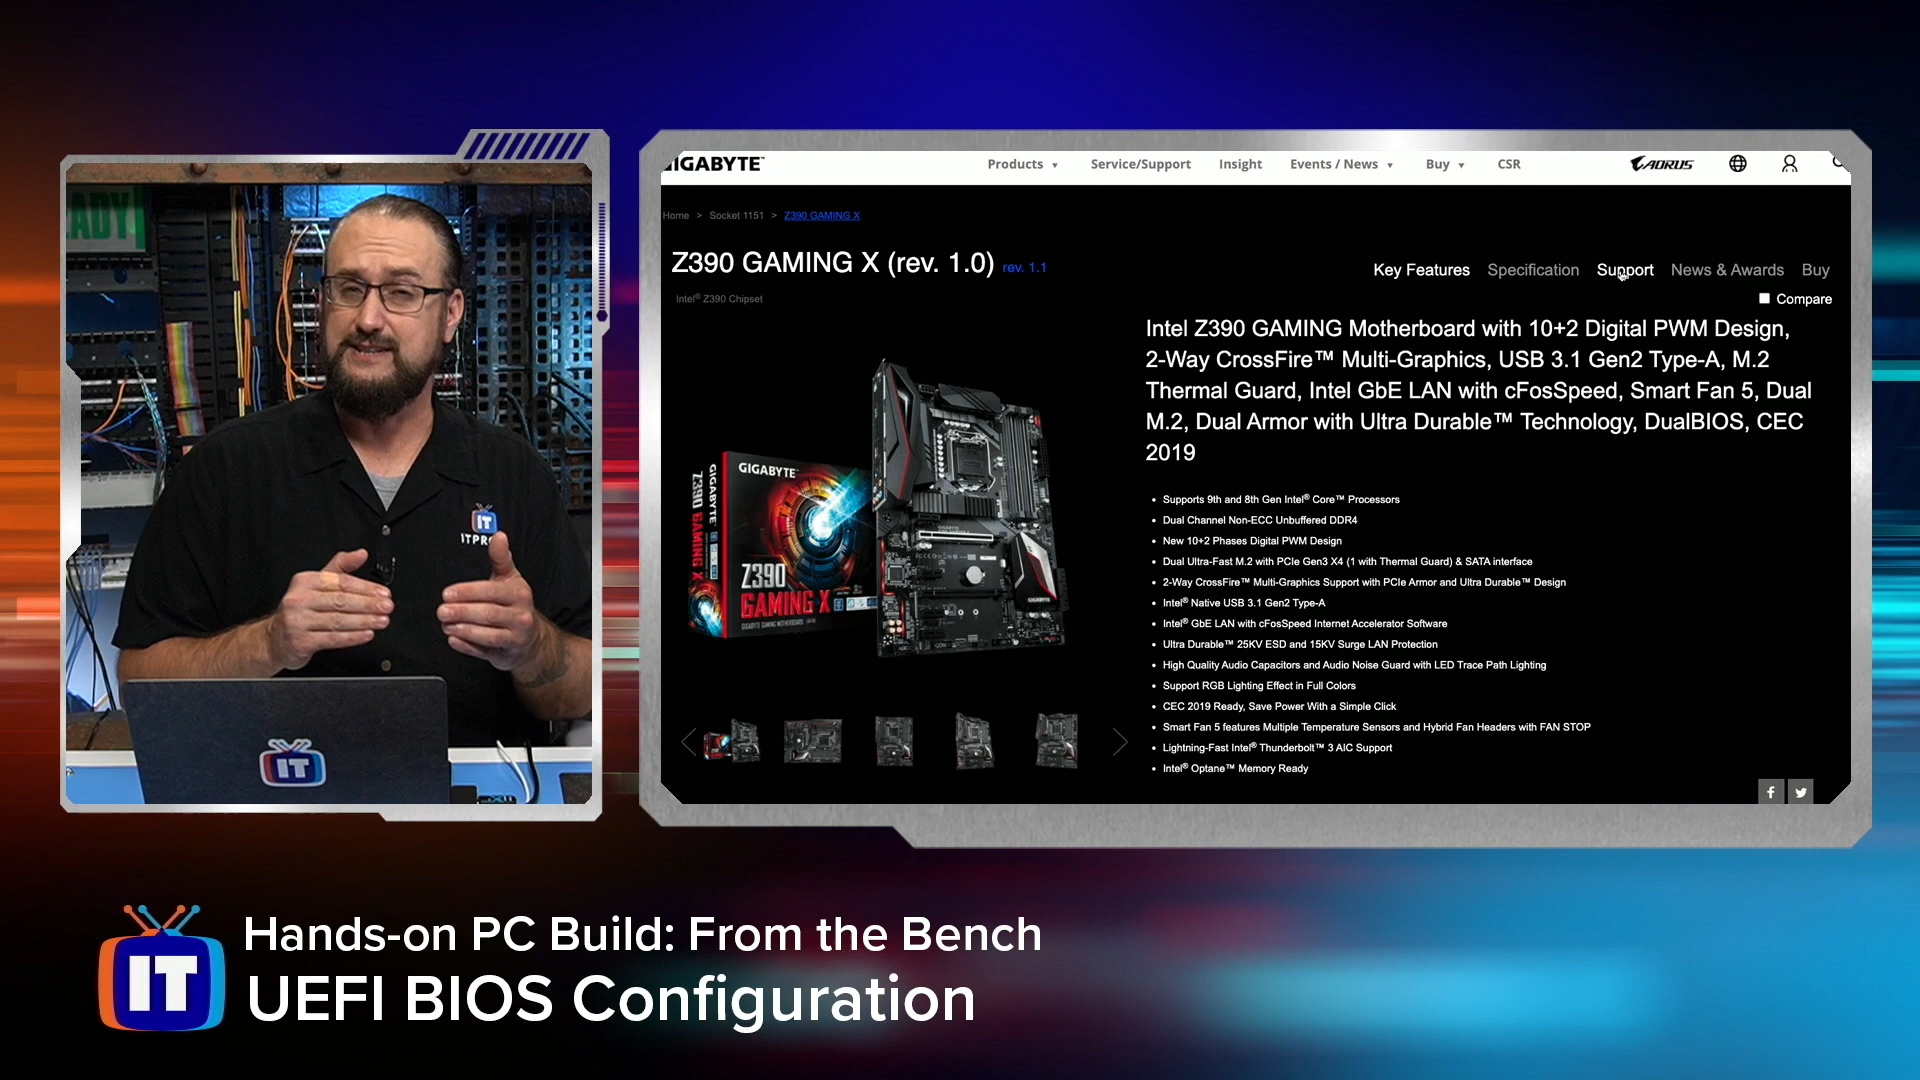 GIGABYTE™
Products
Service/Support
Insight
Events / News
Buy
CSR
AORUS
Home > Socket 1151 > Z390 GAMING X
Z390 GAMING X (rev. 1.0) rev. 1.1
Key Features
Specification
Support
News & Awards
Buy
Intel® Z390 Chipset
Compare
Intel Z390 GAMING Motherboard with 10+2 Digital PWM Design,
2-Way CrossFire™ Multi-Graphics, USB 3.1 Gen2 Type-A, M.2
Thermal Guard, Intel GbE LAN with cFosSpeed, Smart Fan 5, Dual
M.2, Dual Armor with Ultra Durable™ Technology, DualBIOS, CEC
2019
• Supports 9th and 8th Gen Intel® Core™ Processors
• Dual Channel Non-ECC Unbuffered DDR4
• New 10+2 Phases Digital PWM Design
• Dual Ultra-Fast M.2 with PCIe Gen3 X4 (1 with Thermal Guard) & SATA interface
• 2-Way CrossFire™ Multi-Graphics Support with PCIe Armor and Ultra Durable™ Design
• Intel® Native USB 3.1 Gen2 Type-A
• Intel® GbE LAN with cFosSpeed Internet Accelerator Software
• Ultra Durable™ 25KV ESD and 15KV Surge LAN Protection
• High Quality Audio Capacitors and Audio Noise Guard with LED Trace Path Lighting
• Support RGB Lighting Effect in Full Colors
• CEC 2019 Ready, Save Power With a Simple Click
• Smart Fan 5 features Multiple Temperature Sensors and Hybrid Fan Headers with FAN STOP
• Lightning-Fast Intel® Thunderbolt™ 3 AIC Support
• Intel® Optane™ Memory Ready
GIGABYTE™
Z390
GAMING X
GIGABYTE
Z390 GAMING X
GIGABYTE
ADY
IT
ITPRO
IT
IT
Hands-on PC Build: From the Bench
UEFI BIOS Configuration